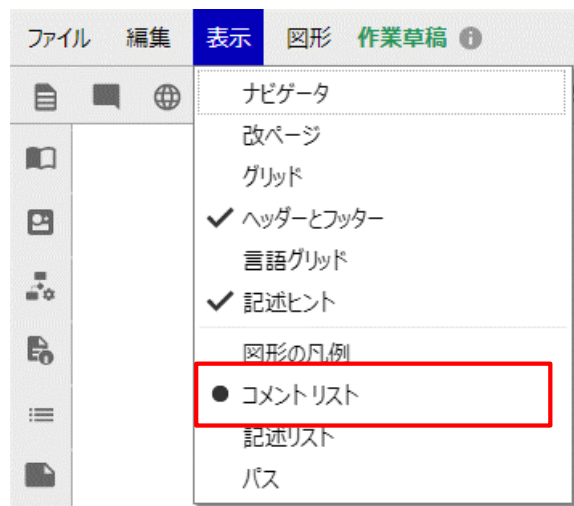 ファイル 編集 表示 図形 作業草稿
ナビゲータ
改ページ
グリッド
ヘッダーとフッター
言語グリッド
記述ヒント
図形の凡例
コメントリスト
記述リスト
パス